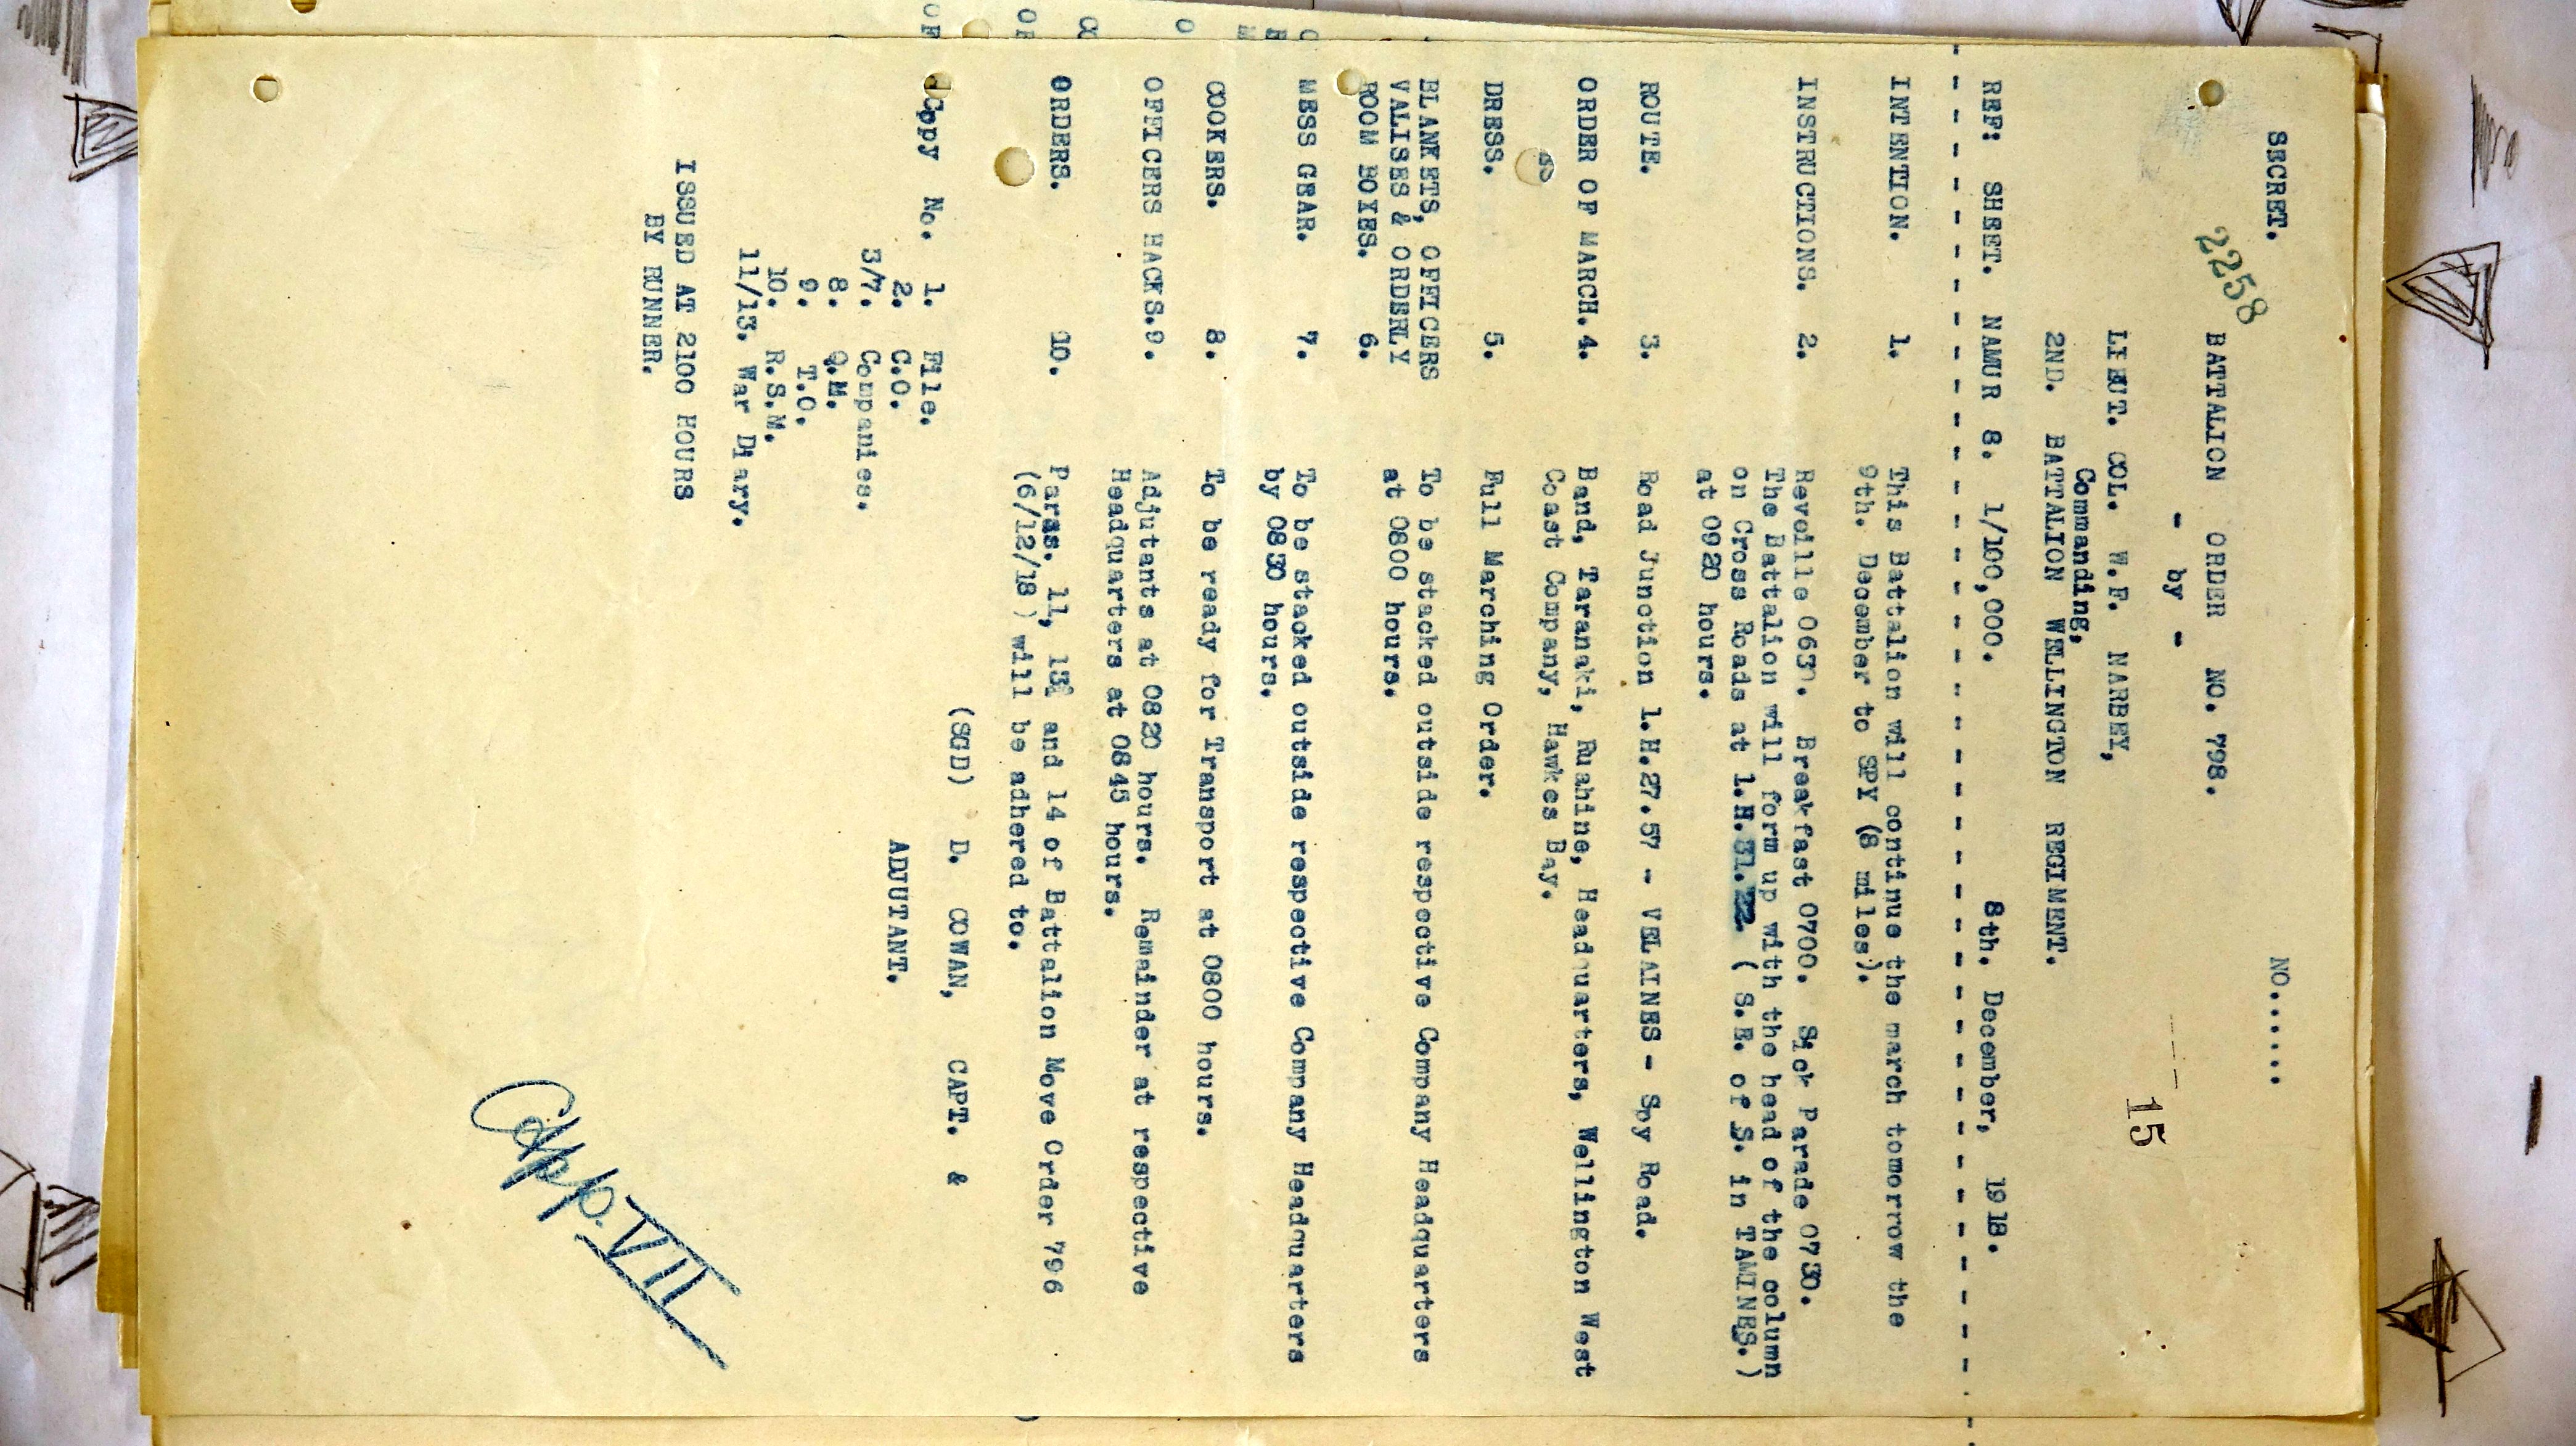 SECRET.
NO......
2258
BATTALION ORDER NO. 798.
- by -
LIEUT. COL. W.F. NARBEY,
15
Commanding,
2ND. BATTALION WELLINGTON REGIMENT.
REF: SHEET. NAMUR 8. 1/100,000. 8th. December, 1918.
INTENTION. 1. This Battalion will continue the march tomorrow the
9th. December to SPY (8 miles).
INSTRUCTIONS. 2. Reveille 0630. Breakfast 0700. Sick Parade 0730.
The Battalion will form up with the head of the column
on Cross Roads at 1.H.31.22. ( S.E. of S. in TAMINES.)
at 0920 hours.
ROUTE. 3. Road Junction 1.H.27.57 - VELAINES - Spy Road.
ORDER OF MARCH. 4. Band, Taranaki, Ruahine, Headquarters, Wellington West
Coast Company, Hawkes Bay.
DRESS. 5. Full Marching Order.
BLANKETS, OFFICERS
VALISES & ORDERLY
ROOM BOXES. 6. To be stacked outside respective Company Headquarters
at 0800 hours.
MESS GEAR. 7. To be stacked outside respective Company Headquarters
by 0830 hours.
COOKERS. 8. To be ready for Transport at 0800 hours.
OFFICERS HACKS. 9. Adjutants at 0820 hours. Remainder at respective
Headquarters at 0845 hours.
ORDERS. 10. Paras. 11, 13 and 14 of Battalion Move Order 796
(6/12/18) will be adhered to.
(SGD) D. COWAN, CAPT. &
ADJUTANT.
Copy No. 1. File.
2. C.O.
3/7. Companies.
8. Q.M.
9. T.O.
10. R.S.M.
11/13. War Diary.
ISSUED AT 2100 HOURS
BY RUNNER.
App. VII